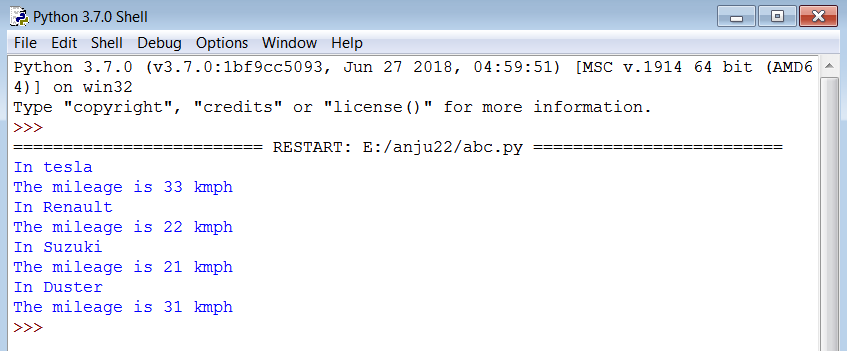 Python 3.7.0 Shell
File Edit Shell Debug Options Window Help
Python 3.7.0 (v3.7.0:1bf9cc5093, Jun 27 2018, 04:59:51) [MSC v.1914 64 bit (AMD6
4)] on win32
Type "copyright", "credits" or "license()" for more information.
>>>
========================= RESTART: E:/anju22/abc.py =========================
In tesla
The mileage is 33 kmph
In Renault
The mileage is 22 kmph
In Suzuki
The mileage is 21 kmph
In Duster
The mileage is 31 kmph
>>>